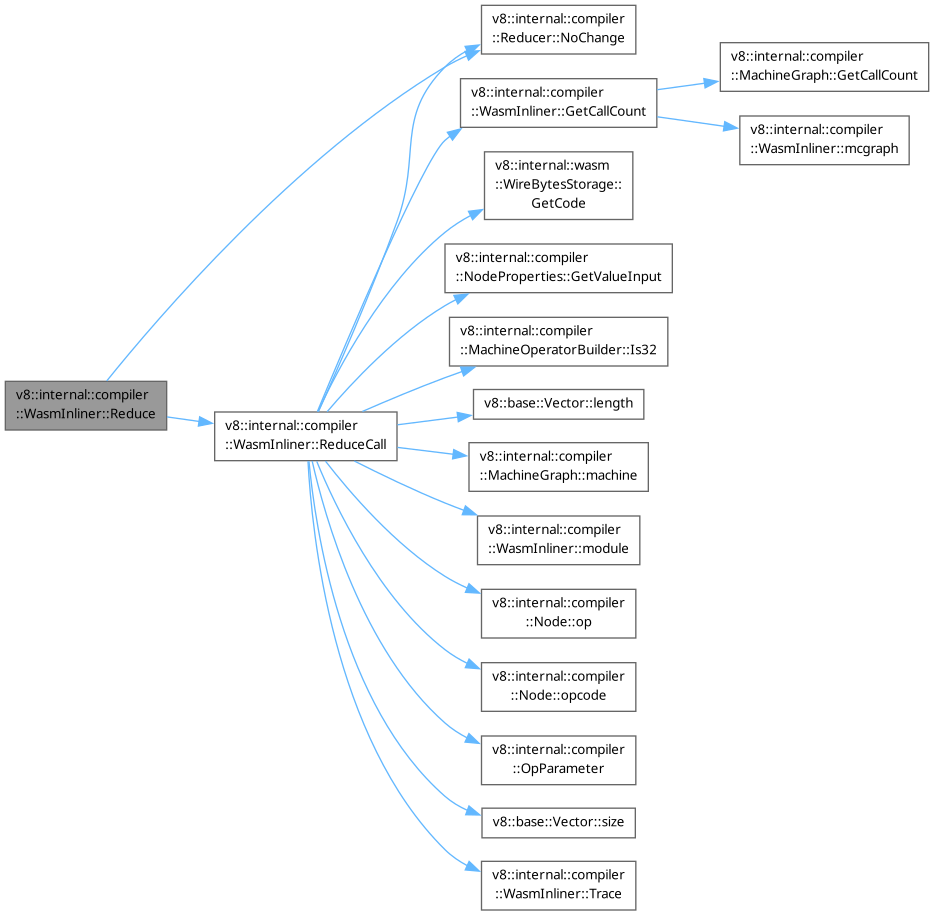 v8::internal::compiler
::Reducer::NoChange
v8::internal::compiler
::MachineGraph::GetCallCount
v8::internal::compiler
::WasmInliner::GetCallCount
v8::internal::compiler
::WasmInliner::mcgraph
v8::internal::wasm
::WireBytesStorage::
GetCode
v8::internal::compiler
::NodeProperties::GetValueInput
v8::internal::compiler
::MachineOperatorBuilder::Is32
v8::internal::compiler
::WasmInliner::Reduce
v8::base::Vector::length
v8::internal::compiler
::WasmInliner::ReduceCall
v8::internal::compiler
::MachineGraph::machine
v8::internal::compiler
::WasmInliner::module
v8::internal::compiler
::Node::op
v8::internal::compiler
::Node::opcode
v8::internal::compiler
::OpParameter
v8::base::Vector::size
v8::internal::compiler
::WasmInliner::Trace